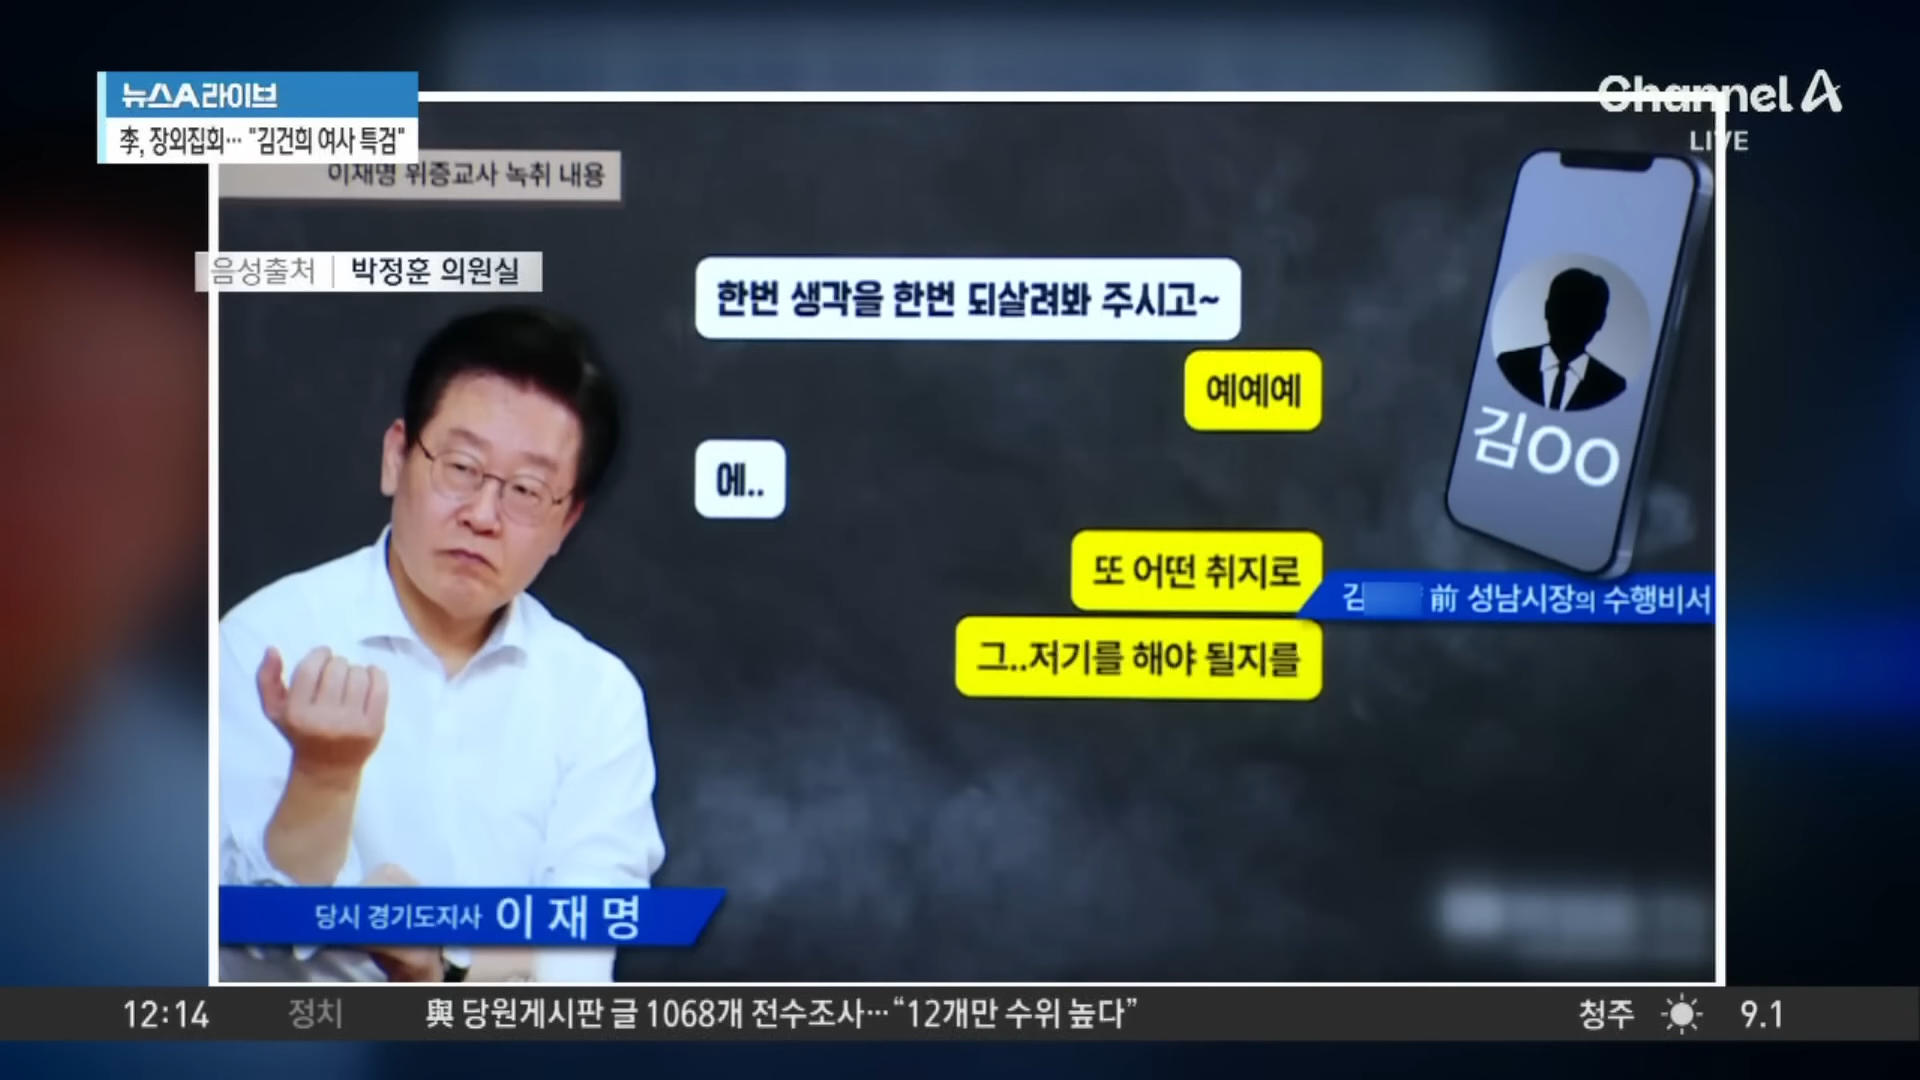 뉴스A 라이브
李, 장외집회… "김건희 여사 특검"
Channel A
LIVE
이재명 위증교사 녹취 내용
음성출처 | 박정훈 의원실
한번 생각을 한번 되살려봐 주시고~
예예예
에..
또 어떤 취지로
그..저기를 해야 될지를
김OO
김 前 성남시장의 수행비서
당시 경기도지사 이재명
12:14 정치 與 당원게시판 글 1068개 전수조사…“12개만 수위 높다” 청주 9.1